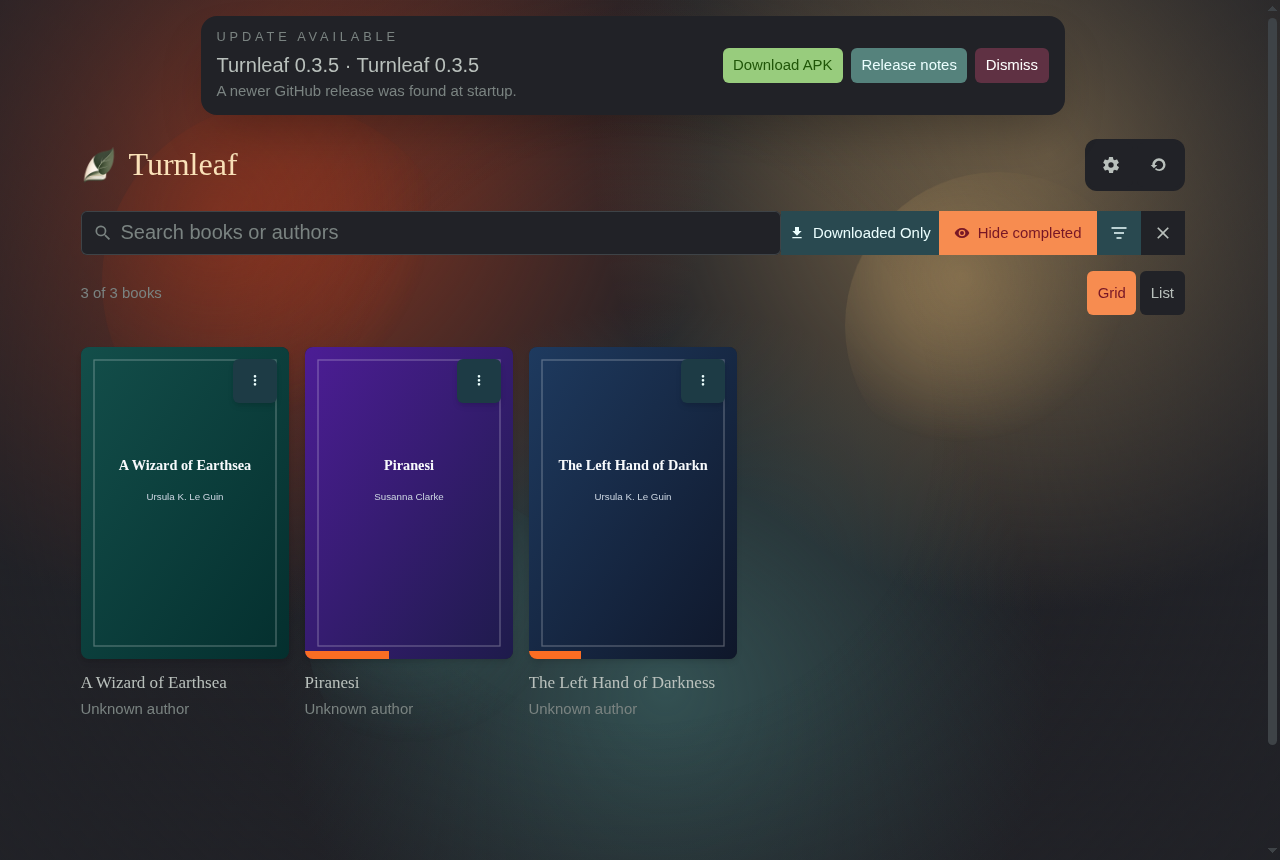 UPDATE AVAILABLE
Turnleaf 0.3.5 · Turnleaf 0.3.5
A newer GitHub release was found at startup.
Download APK
Release notes
Dismiss
Turnleaf
Search books or authors
Downloaded Only
Hide completed
3 of 3 books
Grid
List
A Wizard of Earthsea
Ursula K. Le Guin
Piranesi
Susanna Clarke
The Left Hand of Darkn
Ursula K. Le Guin
A Wizard of Earthsea
Unknown author
Piranesi
Unknown author
The Left Hand of Darkness
Unknown author